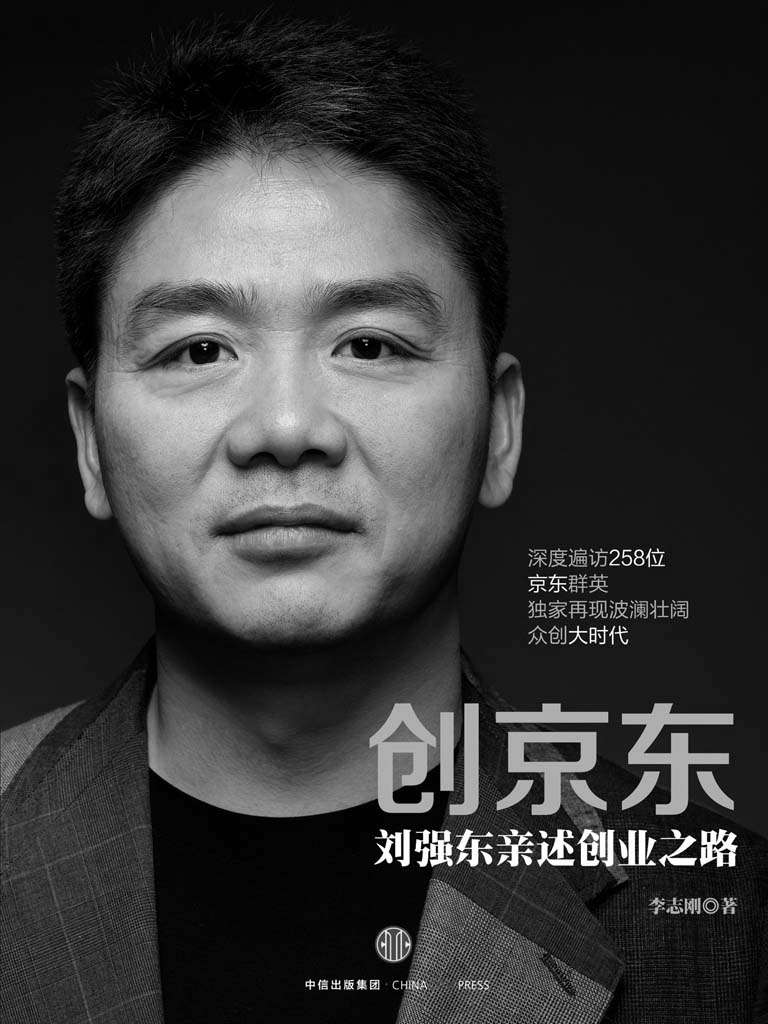 深度遍访258位
京东群英
独家再现波澜壮阔
众创大时代
创京东
刘强东亲述创业之路
李志刚◎著
中信出版集团·CHINA PRESS